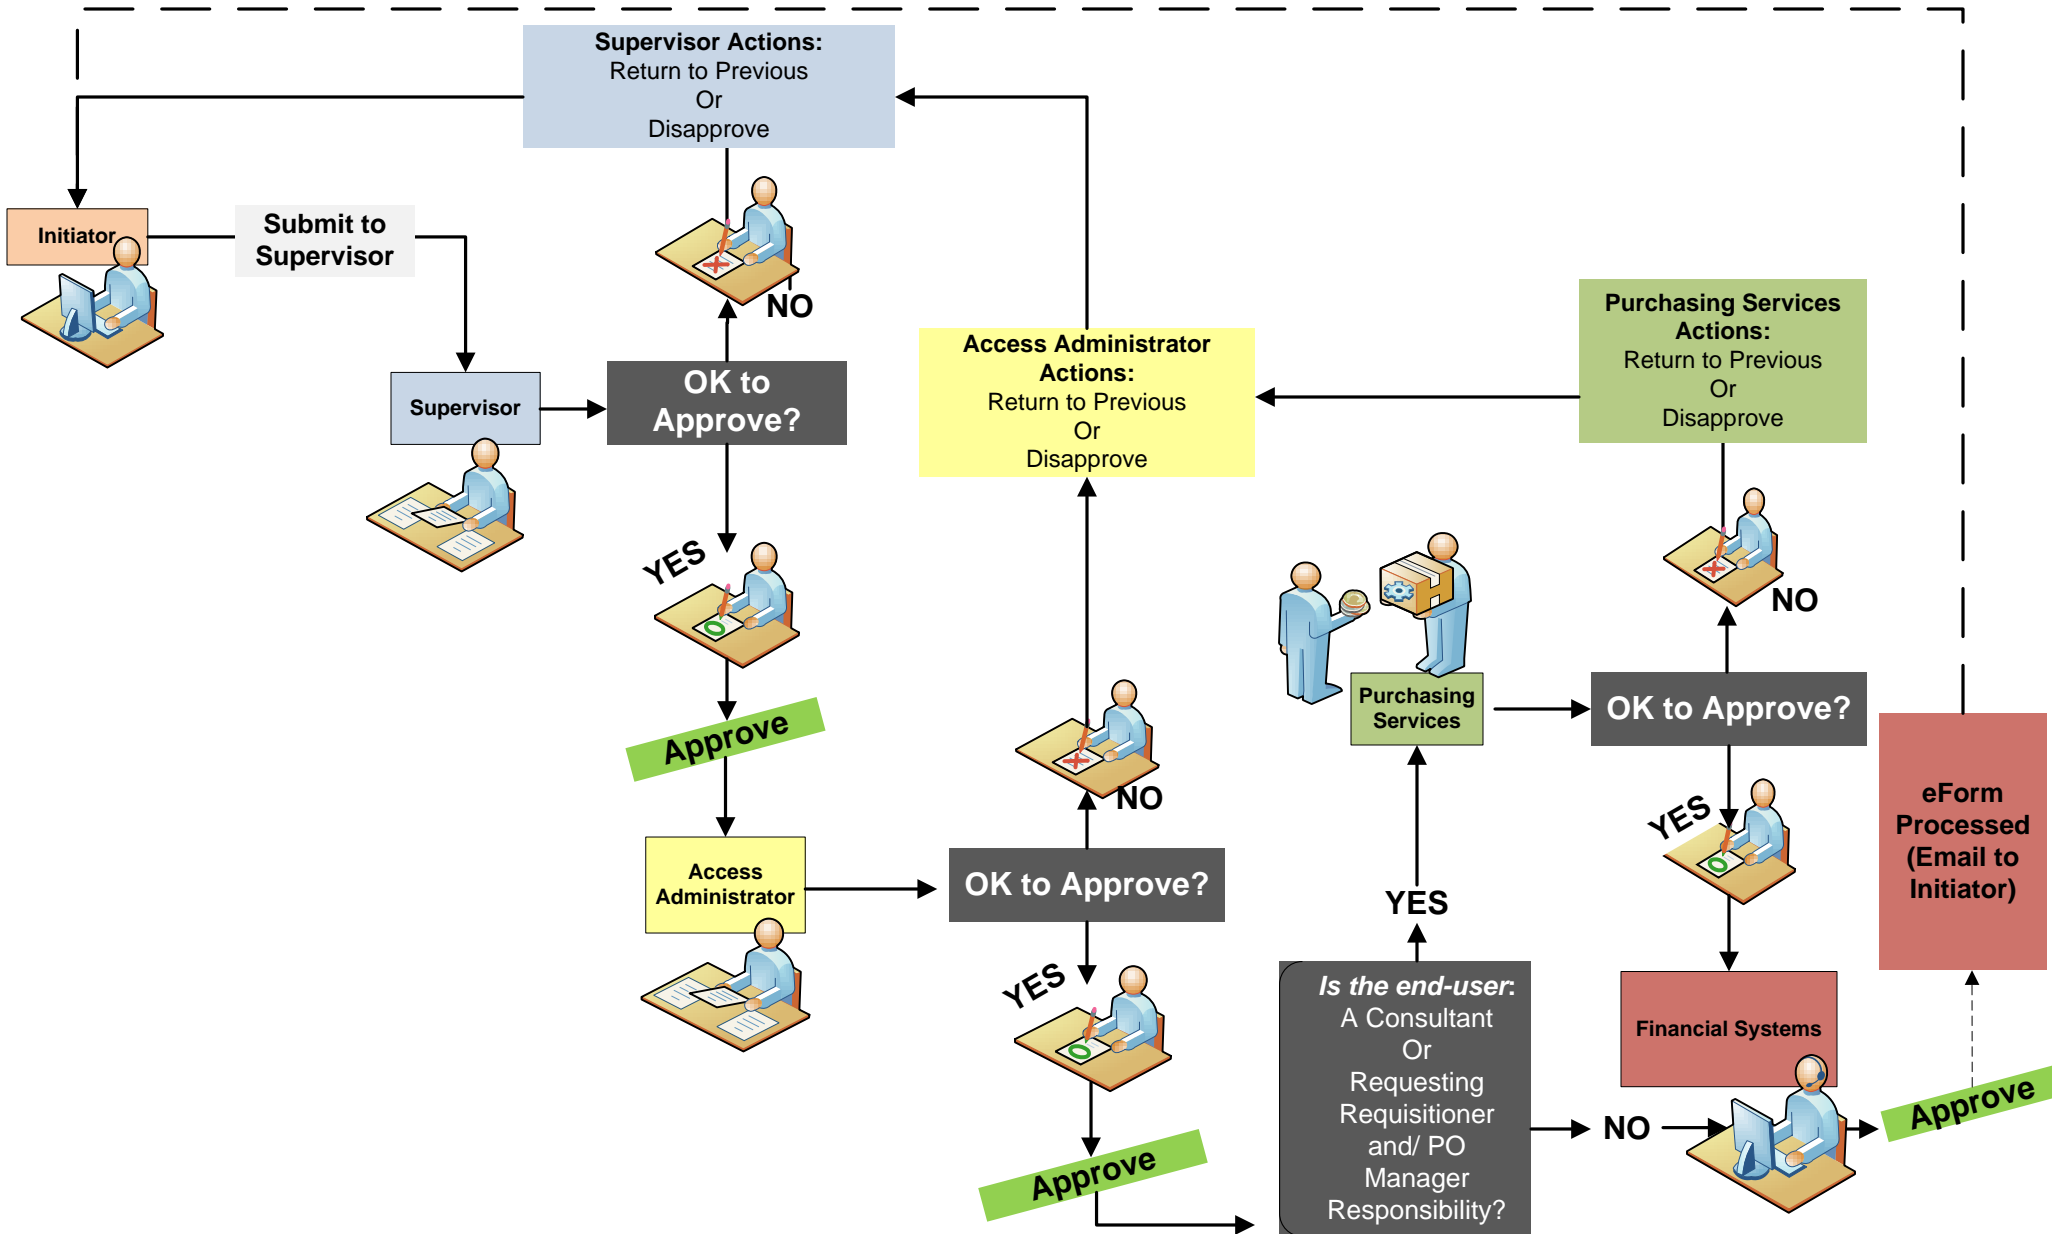 Supervisor Actions:
Return to Previous
Or
Disapprove
Initiator
Submit to
Supervisor
NO
Supervisor
OK to
Approve?
Access Administrator
Actions:
Return to Previous
Or
Disapprove
Purchasing Services
Actions:
Return to Previous
Or
Disapprove
YES
NO
Approve
Purchasing
Services
OK to Approve?
NO
YES
eForm
Processed
(Email to
Initiator)
Access
Administrator
OK to Approve?
YES
YES
Is the end-user:
A Consultant
Or
Requesting
Requisitioner
and/ PO
Manager
Responsibility?
Financial Systems
NO
Approve
Approve